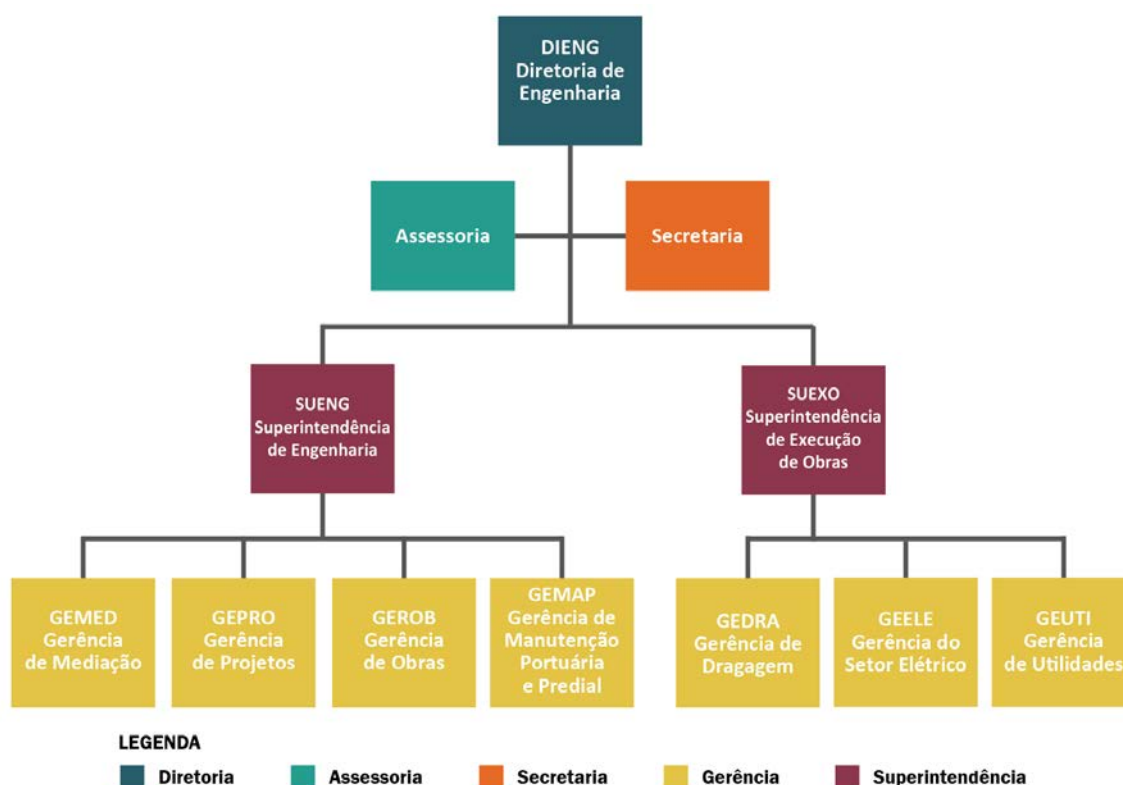 DIENG
Diretoria de
Engenharia
Assessoria
Secretaria
SUENG
Superintendência
de Engenharia
SUEXO
Superintendência
de Execução
de Obras
GEMED
Gerência
de Mediação
GEPRO
Gerência
de Projetos
GEROB
Gerência
de Obras
GEMAP
Gerência de
Manutenção
Portuária
e Predial
GEDRA
Gerência de
Dragagem
GEELE
Gerência do
Setor Elétrico
GEUTI
Gerência
de Utilidades
LEGENDA
Diretoria
Assessoria
Secretaria
Gerência
Superintendência